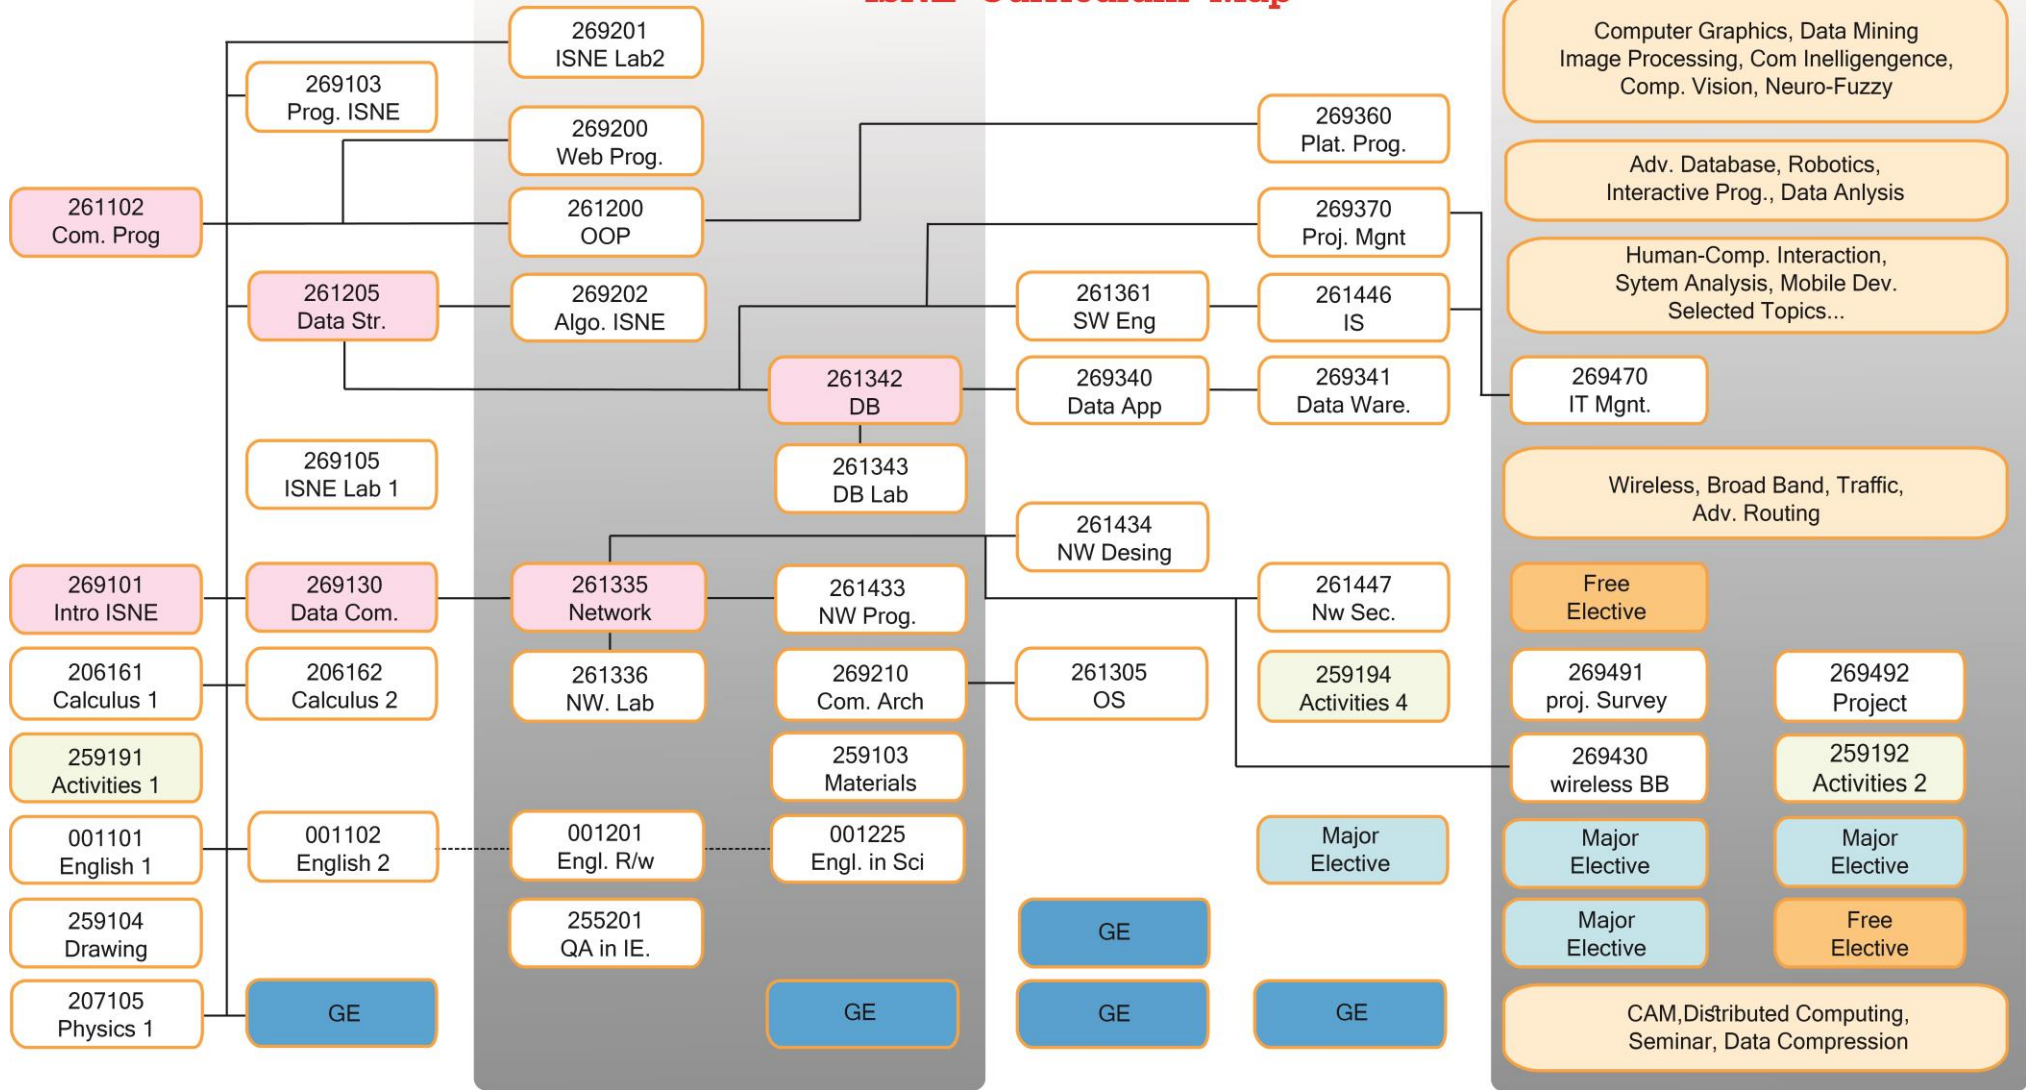 ISNE Curriculum Map
269201
ISNE Lab2
269103
Prog. ISNE
269200
Web Prog.
269360
Plat. Prog.
261102
Com. Prog
261200
OOP
269370
Proj. Mgnt
261205
Data Str.
269202
Algo. ISNE
261361
SW Eng
261446
IS
261342
DB
269340
Data App
269341
Data Ware.
269470
IT Mgnt.
269105
ISNE Lab 1
261343
DB Lab
261434
NW Desing
269101
Intro ISNE
269130
Data Com.
261335
Network
261433
NW Prog.
261447
Nw Sec.
Free
Elective
206161
Calculus 1
206162
Calculus 2
261336
NW. Lab
269210
Com. Arch
261305
OS
259194
Activities 4
269491
proj. Survey
269492
Project
259191
Activities 1
259103
Materials
269430
wireless BB
259192
Activities 2
001101
English 1
001102
English 2
001201
Engl. R/w
001225
Engl. in Sci
Major
Elective
Major
Elective
Major
Elective
259104
Drawing
255201
QA in IE.
GE
Major
Elective
Free
Elective
207105
Physics 1
GE
GE
GE
GE
Computer Graphics, Data Mining
Image Processing, Com Inelligengence,
Comp. Vision, Neuro-Fuzzy
Adv. Database, Robotics,
Interactive Prog., Data Anlysis
Human-Comp. Interaction,
Sytem Analysis, Mobile Dev.
Selected Topics...
Wireless, Broad Band, Traffic,
Adv. Routing
CAM,Distributed Computing,
Seminar, Data Compression